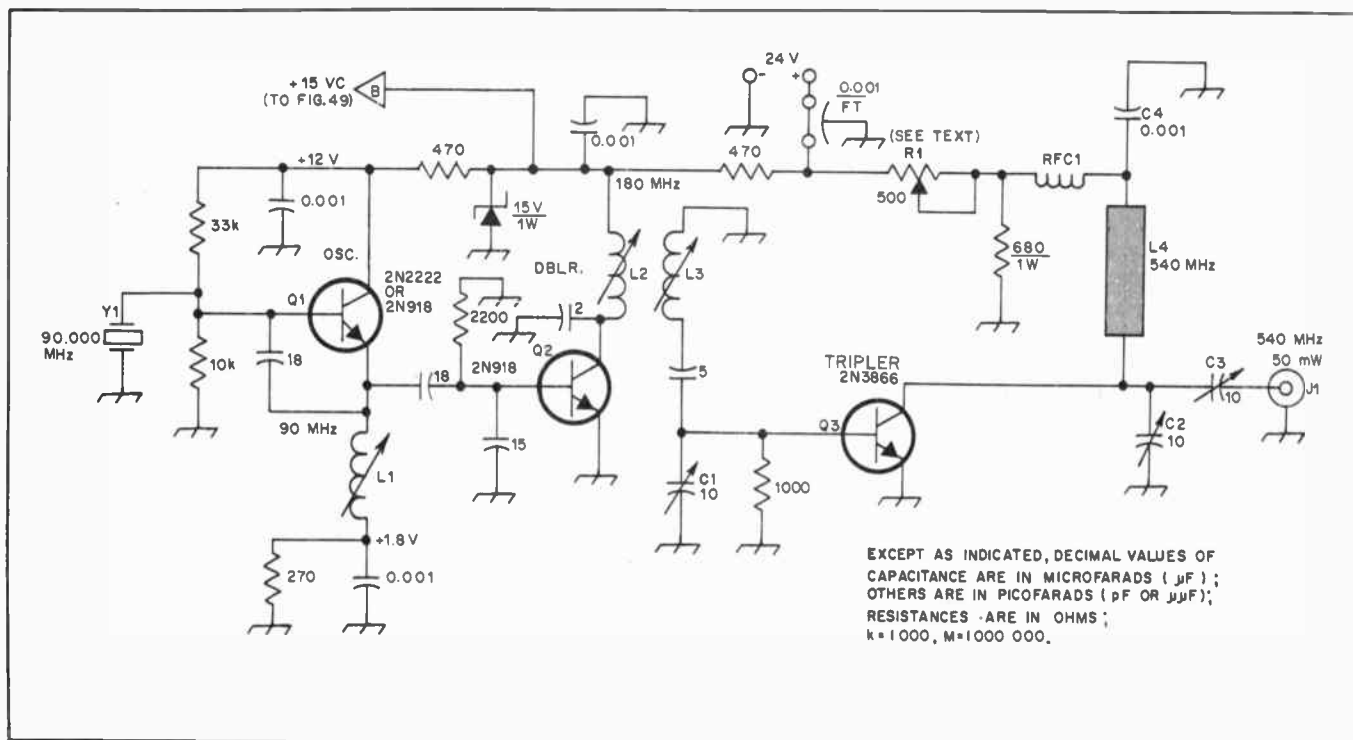 +15 VC
(TO FIG. 49)
B
24 V
-
+
0.001
FT
0.001
C4
0.001
(SEE TEXT)
R1
500
RFC1
470
+12 V
470
180 MHz
0.001
15V
1W
33k
OSC.
2N2222
OR
2N918
Q1
Y1
90.000
MHz
10k
18
2200
DBLR.
L2
L3
2
680
1W
L4
540 MHz
18
2N918
Q2
5
TRIPLER
2N3866
540 MHz
50 mW
C3
10
J1
90 MHz
15
Q3
C2
10
L1
C1
10
1000
+1.8 V
270
0.001
EXCEPT AS INDICATED, DECIMAL VALUES OF
CAPACITANCE ARE IN MICROFARADS ( µF ) ;
OTHERS ARE IN PICOFARADS ( pF OR µµF);
RESISTANCES ·ARE IN OHMS ;
k=1000, M=1000 000.